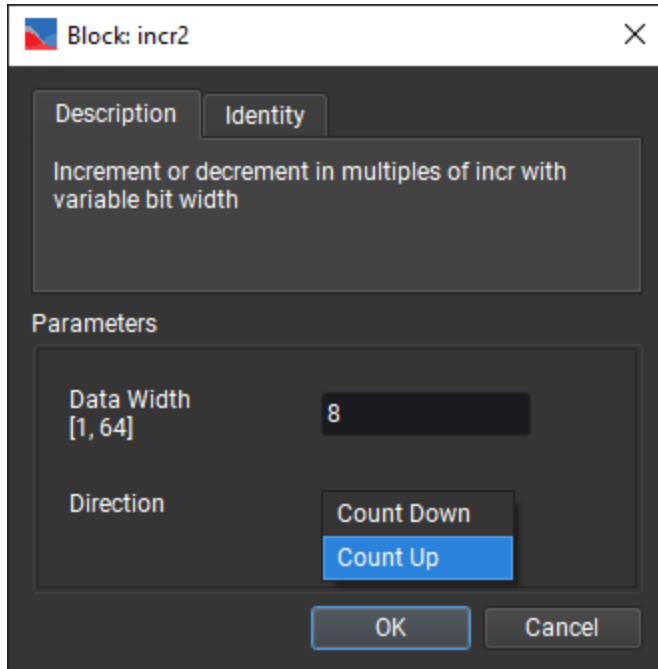 Block: incr2
Description
Identity
Increment or decrement in multiples of incr with
variable bit width
Parameters
Data Width
[1, 64]
8
Direction
Count Down
Count Up
OK
Cancel